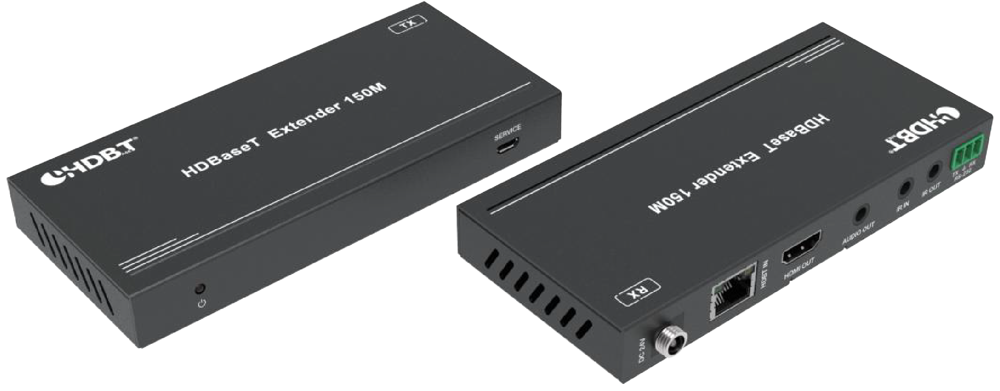 TX
HDBT
HDBaseT Extender 150M
SERVICE
HDBT
HDBaseT Extender 150M
RX
DC 24V
HDBT IN
HDMI OUT
AUDIO OUT
IR IN
IR OUT
TX RX
RS-232